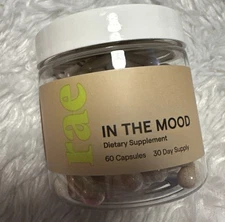 rae
IN THE MOOD
Dietary Supplement
60 Capsules 30 Day Supply